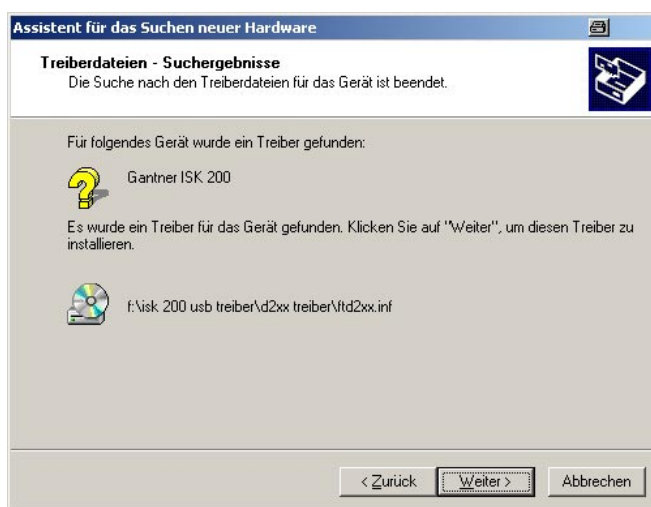 Assistent für das Suchen neuer Hardware
Treiberdateien - Suchergebnisse
Die Suche nach den Treiberdateien für das Gerät ist beendet.
Für folgendes Gerät wurde ein Treiber gefunden:
Gantner ISK 200
Es wurde ein Treiber für das Gerät gefunden. Klicken Sie auf "Weiter", um diesen Treiber zu
installieren.
f:\isk 200 usb treiber\d2xx treiber\ftd2xx.inf
< Zurück
Weiter >
Abbrechen